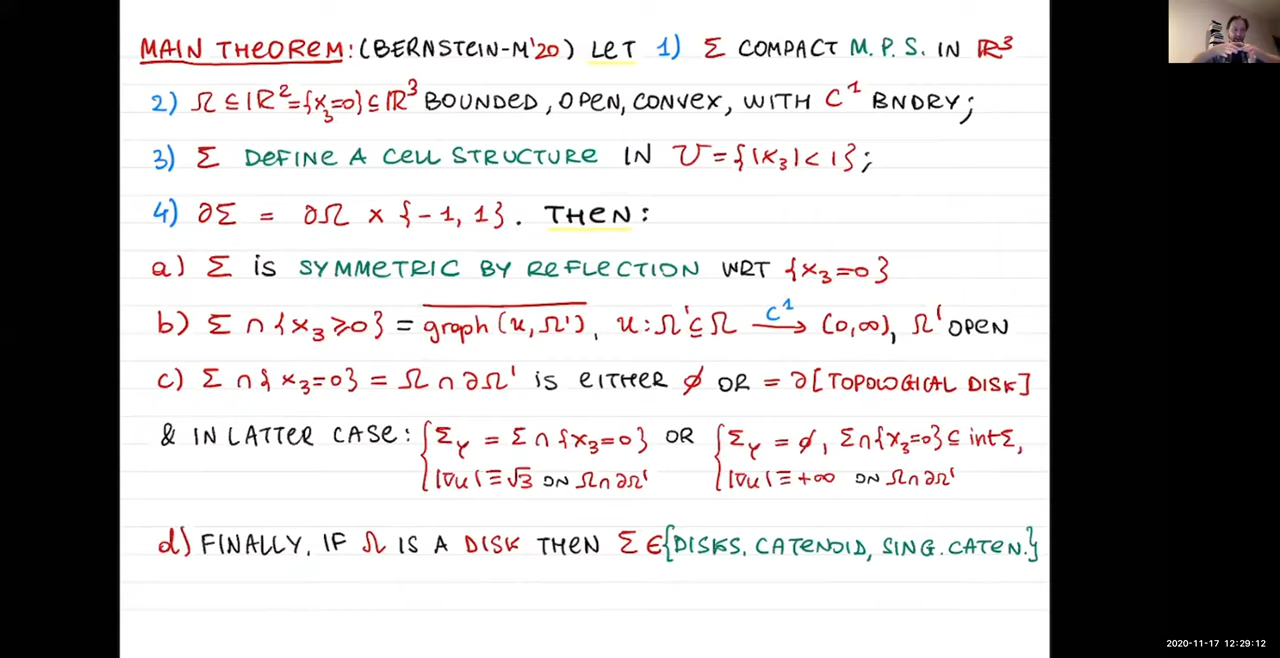 MAIN THEOREM: (BERNSTEIN-M'20) LET 1) Σ COMPACT M. P. S. IN ℝ³
2) Ω ⊆ ℝ² = {x₃=0} ⊆ ℝ³ BOUNDED, OPEN, CONVEX, WITH C¹ BNDRY;
3) Σ DEFINE A CELL STRUCTURE IN U = {|x₃| < 1};
4) ∂Σ = ∂Ω × {-1, 1}. THEN:
a) Σ is SYMMETRIC BY REFLECTION WRT {x₃=0}
b) Σ ∩ {x₃ ⩾ 0} = \overline{graph(u, Ω')}, u: Ω' ⊆ Ω \xrightarrow{C¹} (0,∞), Ω' OPEN
c) Σ ∩ {x₃=0} = Ω ∩ ∂Ω' is EITHER ∅ OR = ∂[TOPOLOGICAL DISK]
& IN LATTER CASE: { Σ_Y = Σ ∩ {x₃=0} OR { Σ_Y = ∅, Σ ∩ {x₃=0} ⊆ int Σ,
|∇u| ≡ √3 ON Ω ∩ ∂Ω' |∇u| ≡ +∞ ON Ω ∩ ∂Ω'
d) FINALLY, IF Ω IS A DISK THEN Σ ∈ {DISKS, CATENOID, SING. CATEN.}
2020-11-17 12:29:12